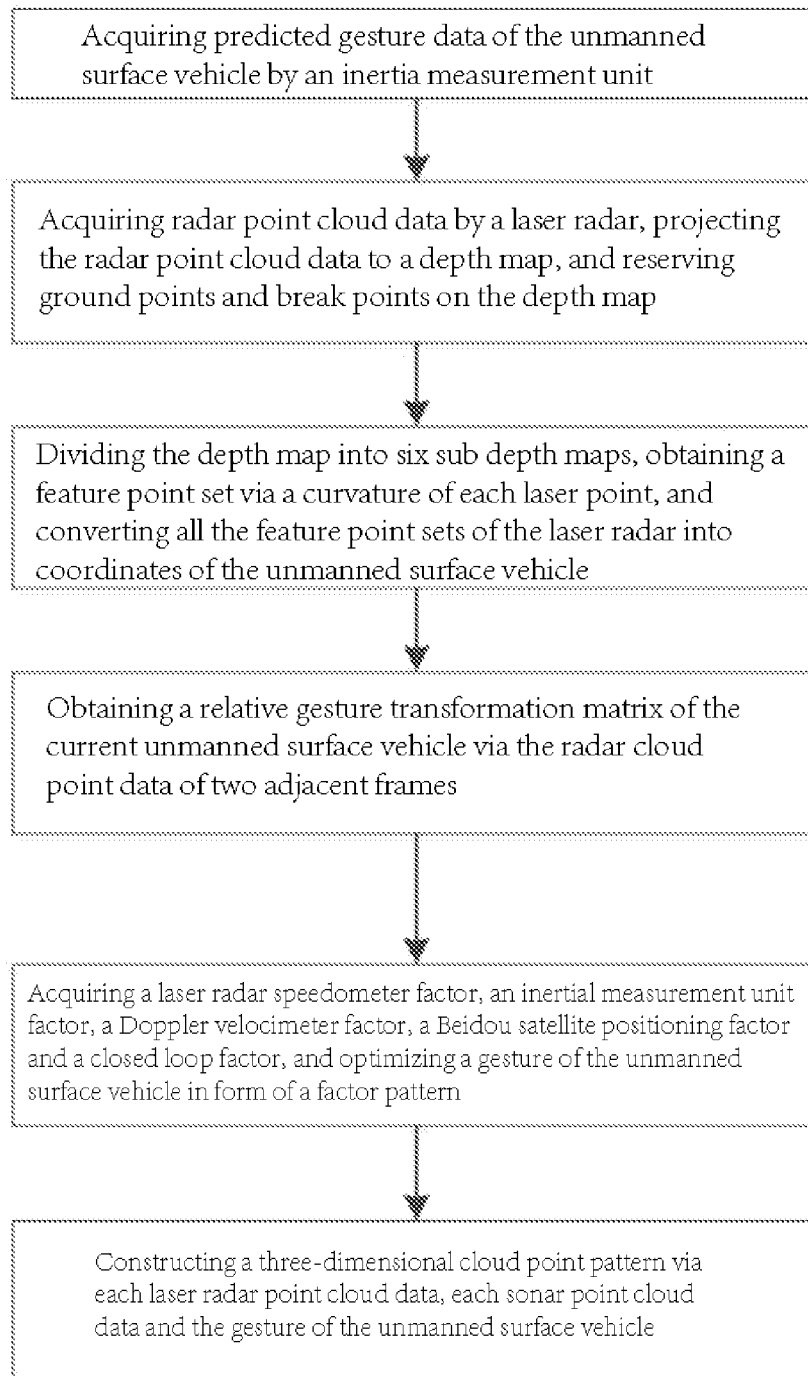 Acquiring predicted gesture data of the unmanned
surface vehicle by an inertia measurement unit
Acquiring radar point cloud data by a laser radar, projecting
the radar point cloud data to a depth map, and reserving
ground points and break points on the depth map
Dividing the depth map into six sub depth maps, obtaining a
feature point set via a curvature of each laser point, and
converting all the feature point sets of the laser radar into
coordinates of the unmanned surface vehicle
Obtaining a relative gesture transformation matrix of the
current unmanned surface vehicle via the radar cloud
point data of two adjacent frames
Acquiring a laser radar speedometer factor, an inertial measurement unit
factor, a Doppler velocimeter factor, a Beidou satellite positioning factor
and a closed loop factor, and optimizing a gesture of the unmanned
surface vehicle in form of a factor pattern
Constructing a three-dimensional cloud point pattern via
each laser radar point cloud data, each sonar point cloud
data and the gesture of the unmanned surface vehicle